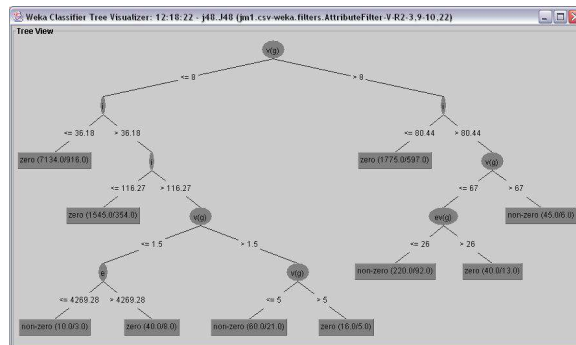 Weka Classifier Tree Visualizer: 12:18:22 - j48.J48 (jm1.csv-weka.filters.AttributeFilter-V-R2-3,9-10,22)
Tree View
v(g)
<= 8 > 8
<= 36.18 > 36.18 <= 80.44 > 80.44
zero (7134.0/916.0) zero (1775.0/597.0) v(g)
<= 116.27 > 116.27 <= 67 > 67
zero (1545.0/354.0) v(g) ev(g) non-zero (45.0/6.0)
<= 1.5 > 1.5 <= 26 > 26
e v(g) non-zero (220.0/92.0) zero (40.0/13.0)
<= 4269.28 > 4269.28 <= 5 > 5
non-zero (10.0/3.0) zero (48.0/8.0) non-zero (60.0/21.0) zero (16.0/5.0)